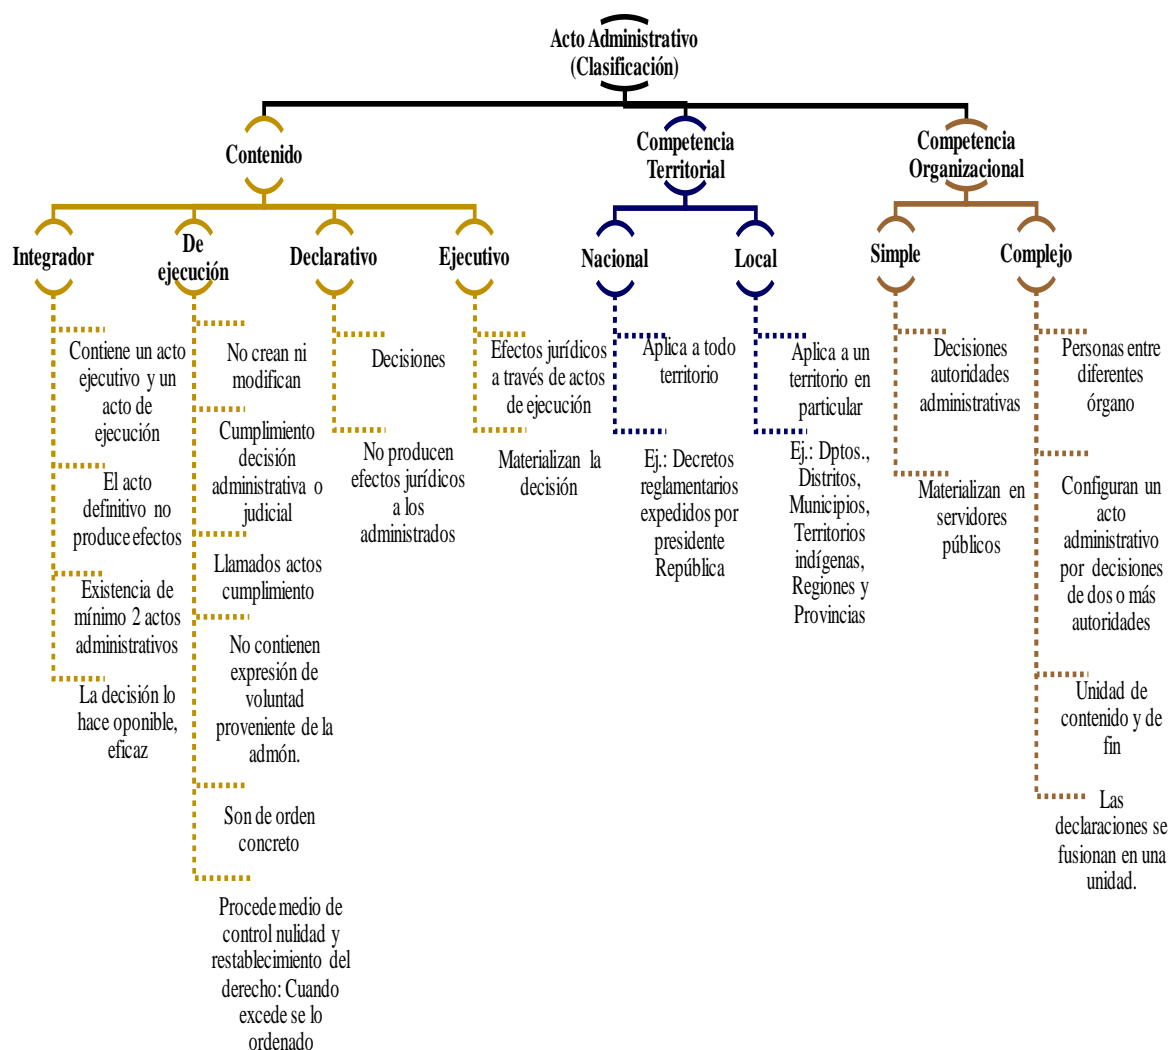 Acto Administrativo
(Clasificación)
Contenido
Competencia
Territorial
Competencia
Organizacional
Integrador
De
ejecución
Declarativo
Ejecutivo
Nacional
Local
Simple
Complejo
Contiene un acto
ejecutivo y un
acto de
ejecución
El acto
definitivo no
produce efectos
Existencia de
mínimo 2 actos
administrativos
La decisión lo
hace oponible,
eficaz
No crean ni
modifican
Cumplimiento
decisión
administrativa o
judicial
Llamados actos
cumplimiento
No contienen
expresión de
voluntad
proveniente de la
admón.
Son de orden
concreto
Procede medio de
control nulidad y
restablecimiento del
derecho: Cuando
excede se lo
ordenado
Decisiones
No producen
efectos jurídicos
a los
administrados
Efectos jurídicos
a través de actos
de ejecución
Materializan la
decisión
Aplica a todo
territorio
Ej.: Decretos
reglamentarios
expedidos por
presidente
República
Aplica a un
territorio en
particular
Ej.: Dptos.,
Distritos,
Municipios,
Territorios
indígenas,
Regiones y
Provincias
Decisiones
autoridades
administrativas
Materializan en
servidores
públicos
Personas entre
diferentes
órgano
Configuran un
acto
administrativo
por decisiones
de dos o más
autoridades
Unidad de
contenido y de
fin
Las
declaraciones se
fusionan en una
unidad.